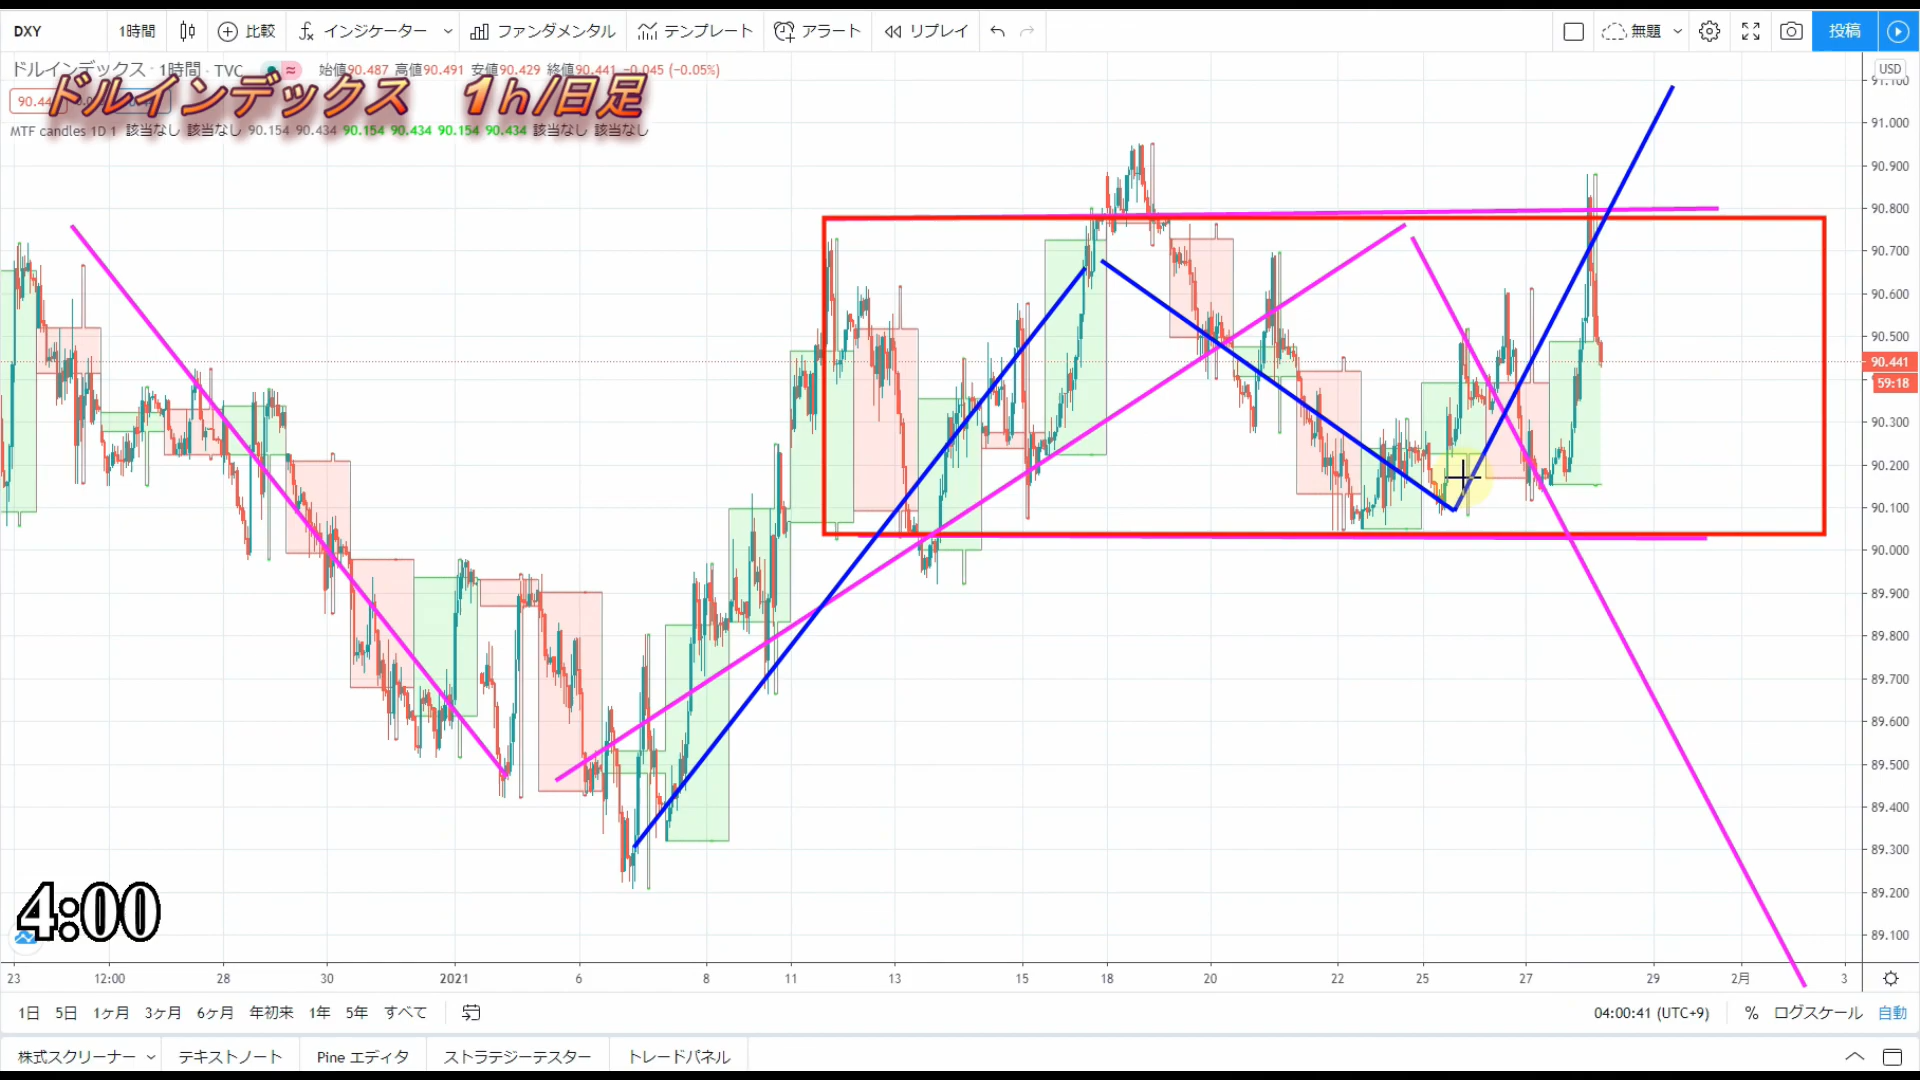 DXY 1時間 比較 インジケーター ファンダメンタル テンプレート アラート リプレイ 無題 投稿
ドルインデックス · 1時間 · TVC 始値90.487 高値90.491 安値90.429 終値90.441 −0.045 (−0.05%)
ドルインデックス 1h/日足
MTF candles 1D 1 該当なし 該当なし 90.154 90.434 90.154 90.434 90.154 90.434 該当なし 該当なし
USD
91.100
91.000
90.900
90.800
90.700
90.600
90.500
90.441
59:18
90.300
90.200
90.100
90.000
89.900
89.800
89.700
89.600
89.500
89.400
89.300
89.200
89.100
4:00
23 12:00 28 30 2021 6 8 11 13 15 18 20 22 25 27 29 2月 3
1日 5日 1ヶ月 3ヶ月 6ヶ月 年初来 1年 5年 すべて 04:00:41 (UTC+9) % ログスケール 自動
株式スクリーナー テキストノート Pine エディタ ストラテジーテスター トレードパネル